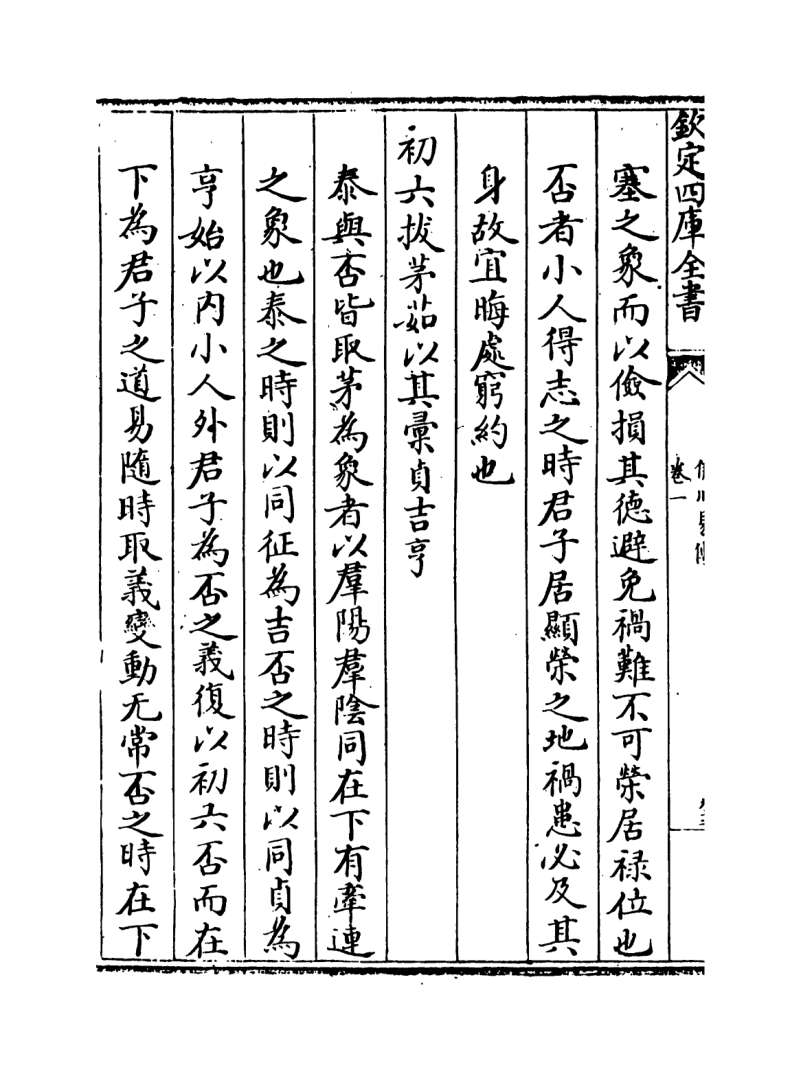 欽定四庫全書
卷一
塞之象而以儉損其德避免禍難不可榮居祿位也
否者小人得志之時君子居顯榮之地禍患必及其
身故宜晦處窮約也
初六拔茅茹以其彙貞吉亨
泰與否皆取茅為象者以羣陽羣陰同在下有牽連
之象也泰之時則以同征為吉否之時則以同貞為
亨始以内小人外君子為否之義復以初六否而在
下為君子之道易隨時取義變動无常否之時在下